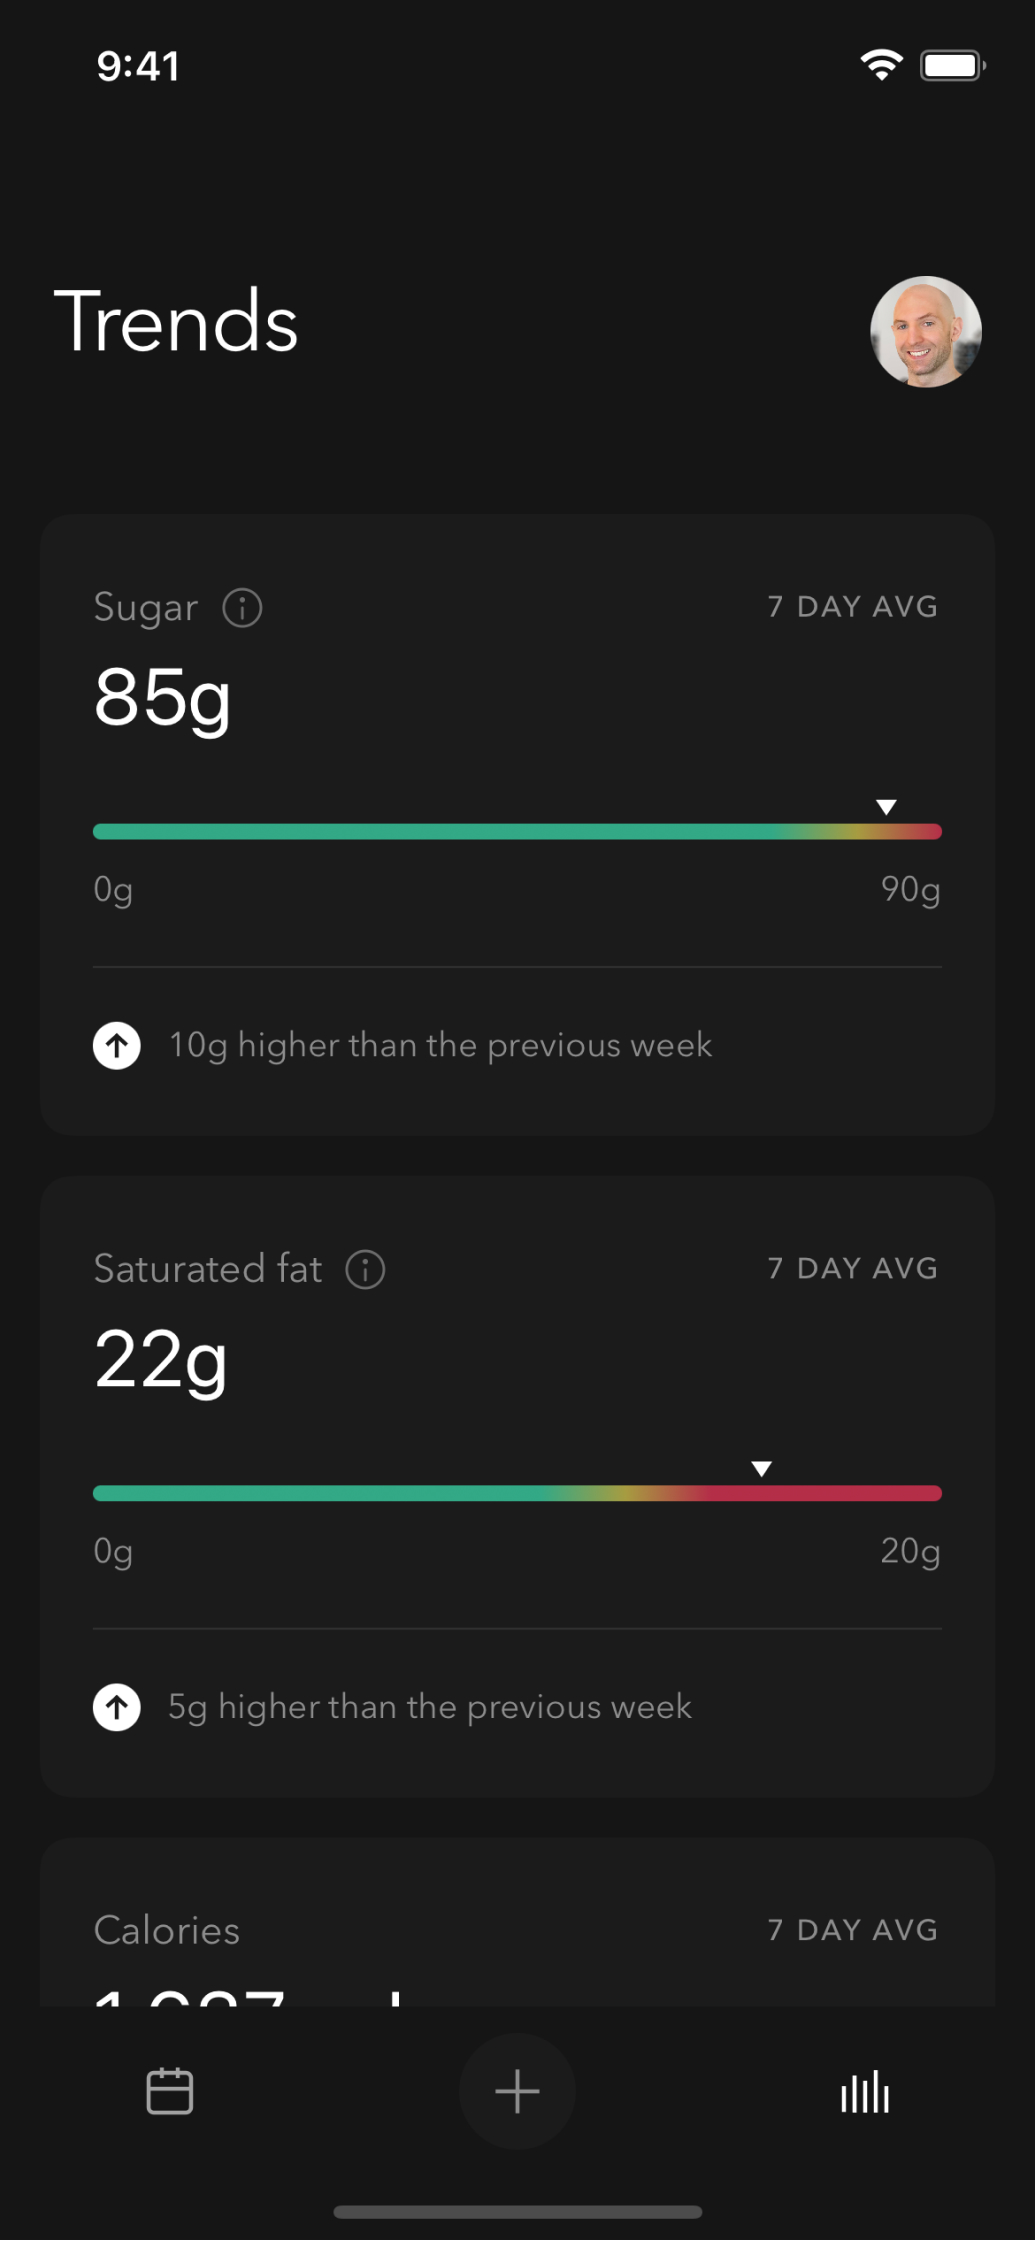 9:41
Trends
Sugar
7 DAY AVG
85g
0g
90g
10g higher than the previous week
Saturated fat
7 DAY AVG
22g
0g
20g
5g higher than the previous week
Calories
7 DAY AVG